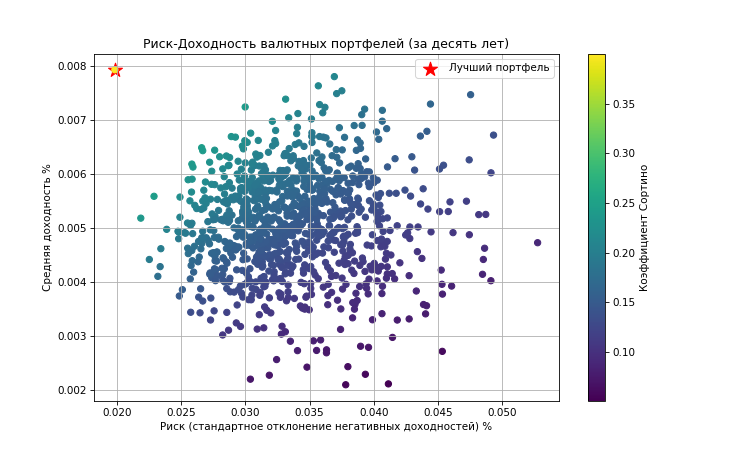 Риск-Доходность валютных портфелей (за десять лет)
Лучший портфель
Средняя доходность %
0.008
0.007
0.006
0.005
0.004
0.003
0.002
0.020 0.025 0.030 0.035 0.040 0.045 0.050
Риск (стандартное отклонение негативных доходностей) %
0.35
0.30
0.25
0.20
0.15
0.10
Коэффициент Сортино